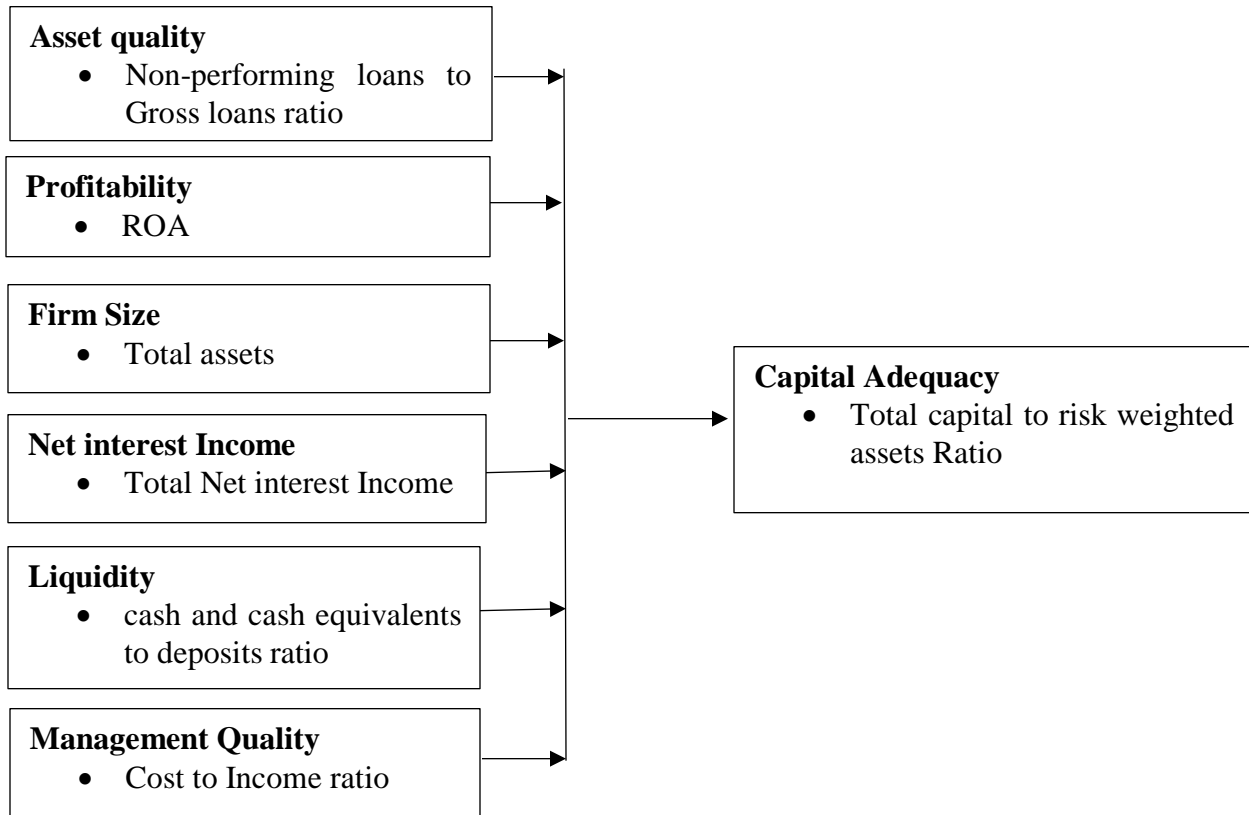 Asset quality
• Non-performing loans to
Gross loans ratio
Profitability
• ROA
Firm Size
• Total assets
Net interest Income
• Total Net interest Income
Liquidity
• cash and cash equivalents
to deposits ratio
Management Quality
• Cost to Income ratio
Capital Adequacy
• Total capital to risk weighted
assets Ratio